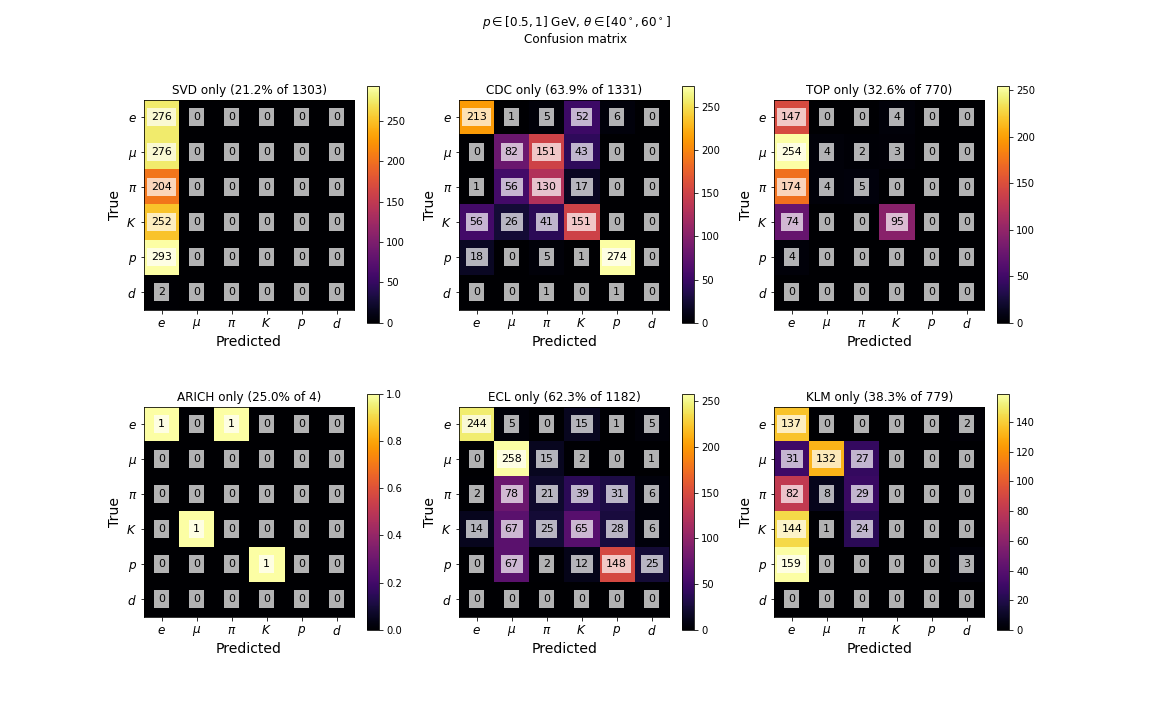 p ∈ [0.5, 1] GeV, θ ∈ [40°, 60°]
Confusion matrix
SVD only (21.2% of 1303)
True
e 276 0 0 0 0 0
μ 276 0 0 0 0 0
π 204 0 0 0 0 0
K 252 0 0 0 0 0
p 293 0 0 0 0 0
d 2 0 0 0 0 0
e μ π K p d
Predicted
250
200
150
100
50
0
CDC only (63.9% of 1331)
True
e 213 1 5 52 6 0
μ 0 82 151 43 0 0
π 1 56 130 17 0 0
K 56 26 41 151 0 0
p 18 0 5 1 274 0
d 0 0 1 0 1 0
e μ π K p d
Predicted
250
200
150
100
50
0
TOP only (32.6% of 770)
True
e 147 0 0 4 0 0
μ 254 4 2 3 0 0
π 174 4 5 0 0 0
K 74 0 0 95 0 0
p 4 0 0 0 0 0
d 0 0 0 0 0 0
e μ π K p d
Predicted
250
200
150
100
50
0
ARICH only (25.0% of 4)
True
e 1 0 1 0 0 0
μ 0 0 0 0 0 0
π 0 0 0 0 0 0
K 0 1 0 0 0 0
p 0 0 0 1 0 0
d 0 0 0 0 0 0
e μ π K p d
Predicted
1.0
0.8
0.6
0.4
0.2
0.0
ECL only (62.3% of 1182)
True
e 244 5 0 15 1 5
μ 0 258 15 2 0 1
π 2 78 21 39 31 6
K 14 67 25 65 28 6
p 0 67 2 12 148 25
d 0 0 0 0 0 0
e μ π K p d
Predicted
250
200
150
100
50
0
KLM only (38.3% of 779)
True
e 137 0 0 0 0 2
μ 31 132 27 0 0 0
π 82 8 29 0 0 0
K 144 1 24 0 0 0
p 159 0 0 0 0 3
d 0 0 0 0 0 0
e μ π K p d
Predicted
140
120
100
80
60
40
20
0